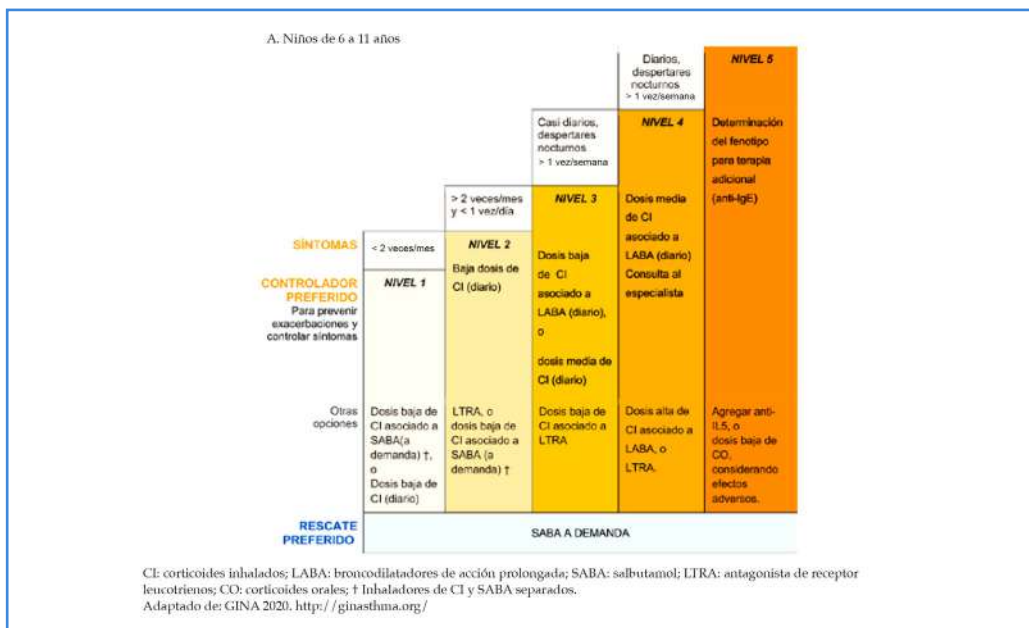 A. Niños de 6 a 11 años
Diarios,
despertares
nocturnos
> 1 vez/semana
NIVEL 5
Casi diarios,
despertares
nocturnos
> 1 vez/semana
NIVEL 4
Determinación
del fenotipo
para terapia
adicional
(anti-IgE)
> 2 veces/mes
y < 1 vez/día
NIVEL 3
Dosis media
de CI
asociado a
LABA (diario)
Consulta al
especialista
SÍNTOMAS
< 2 veces/mes
NIVEL 2
Baja dosis de
CI (diario)
Dosis baja
de CI
asociado a
LABA (diario),
o
dosis media de
CI (diario)
CONTROLADOR
PREFERIDO
Para prevenir
exacerbaciones y
controlar síntomas
NIVEL 1
Otras
opciones
Dosis baja de
CI asociado a
SABA(a
demanda) †,
o
Dosis baja de
CI (diario)
LTRA, o
dosis baja de
CI asociado a
SABA (a
demanda) †
Dosis baja de
CI asociado a
LTRA
Dosis alta de
CI asociado a
LABA, o
LTRA.
Agregar anti-
IL5, o
dosis baja de
CO,
considerando
efectos
adversos.
RESCATE
PREFERIDO
SABA A DEMANDA
CI: corticoides inhalados; LABA: broncodilatadores de acción prolongada; SABA: salbutamol; LTRA: antagonista de receptor
leucotrienos; CO: corticoides orales; † Inhaladores de CI y SABA separados.
Adaptado de: GINA 2020. http://ginasthma.org/